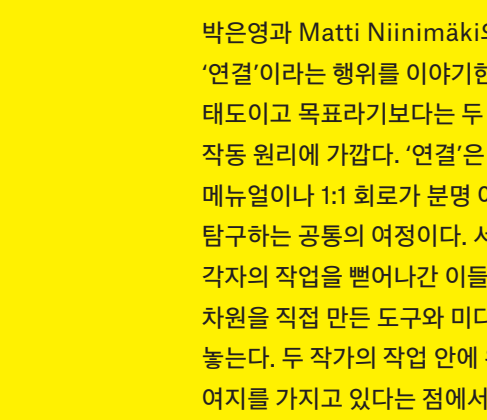 박은영과 Matti Niinimäki
‘연결’이라는 행위를 이야기한
태도이고 목표라기보다는 두
작동 원리에 가깝다. ‘연결’은
메뉴얼이나 1:1 회로가 분명
탐구하는 공통의 여정이다.
각자의 작업을 뻗어나간 이들
차원을 직접 만든 도구와
놓는다. 두 작가의 작업 안에
여지를 가지고 있다는 점에서